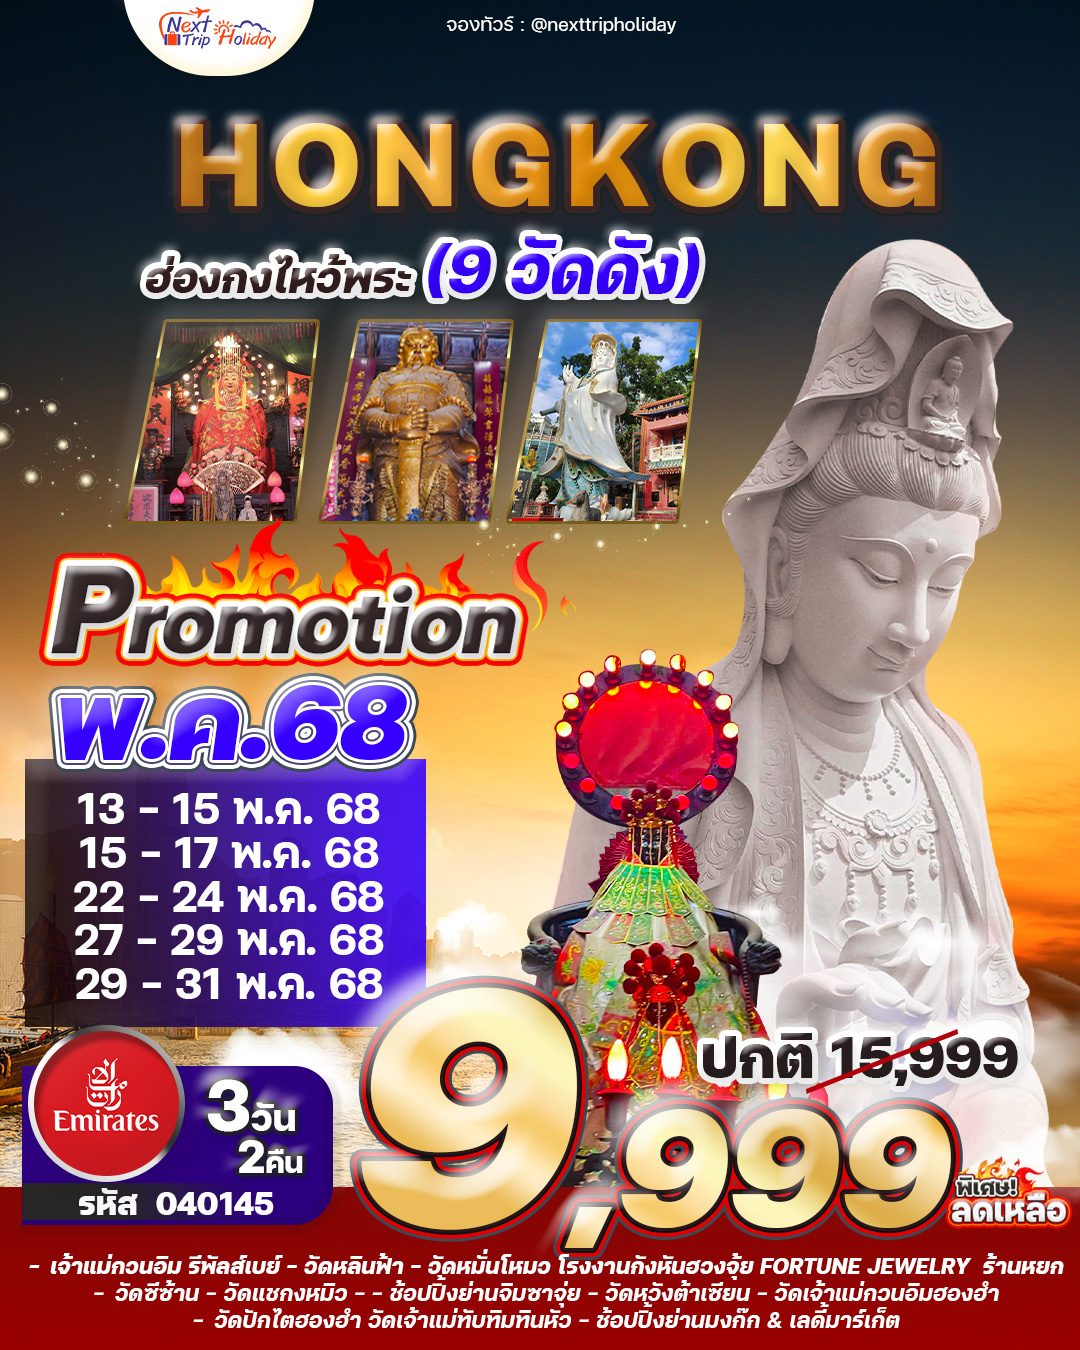 Next Trip Holiday
จองทัวร์ : @nexttripholiday
HONGKONG
ฮ่องกงไหว้พระ (9 วัดดัง)
Promotion
พ.ค.68
13 - 15 พ.ค. 68
15 - 17 พ.ค. 68
22 - 24 พ.ค. 68
27 - 29 พ.ค. 68
29 - 31 พ.ค. 68
Emirates
3วัน
2คืน
รหัส 040145
ปกติ 15,999
9,999
พิเศษ!
ลดเหลือ
- เจ้าแม่กวนอิม รีพัลส์เบย์ - วัดหลินฟ้า - วัดหมั่นโหมว โรงงานกังหันฮวงจุ้ย FORTUNE JEWELRY ร้านหยก
- วัดซีซ้าน - วัดแชกงหมิว - - ช้อปปิ้งย่านจิมซาจุ่ย - วัดหวังต้าเซียน - วัดเจ้าแม่กวนอิมฮองฮำ
- วัดปักไตฮองฮำ วัดเจ้าแม่ทับทิมทินหัว - ช้อปปิ้งย่านมงก๊ก & เลดี้มาร์เก็ต